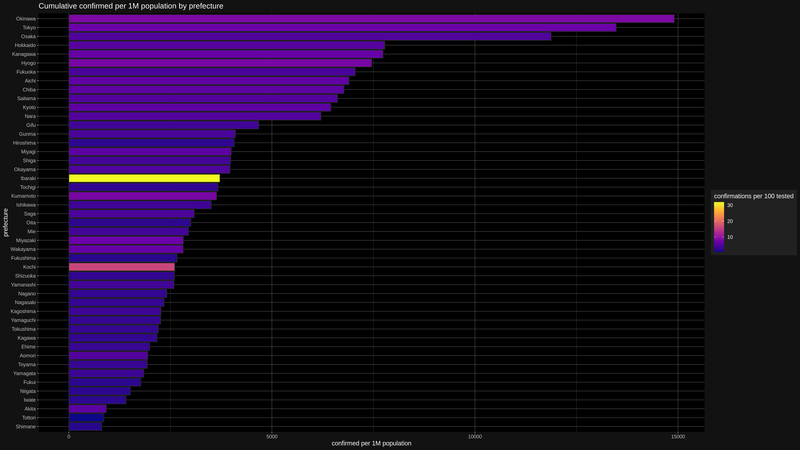 Cumulative confirmed per 1M population by prefecture
Okinawa
Tokyo
Osaka
Hokkaido
Kanagawa
Hyogo
Fukuoka
Aichi
Chiba
Saitama
Kyoto
Nara
Gifu
Gunma
Hiroshima
Miyagi
Shiga
Okayama
Ibaraki
Tochigi
Kumamoto
Ishikawa
Saga
Oita
Mie
Miyazaki
Wakayama
Fukushima
Kochi
Shizuoka
Yamanashi
Nagano
Nagasaki
Kagoshima
Yamaguchi
Tokushima
Kagawa
Ehime
Aomori
Toyama
Yamagata
Fukui
Niigata
Iwate
Akita
Tottori
Shimane
prefecture
0 5000 10000 15000
confirmed per 1M population
confirmations per 100 tested
30
20
10